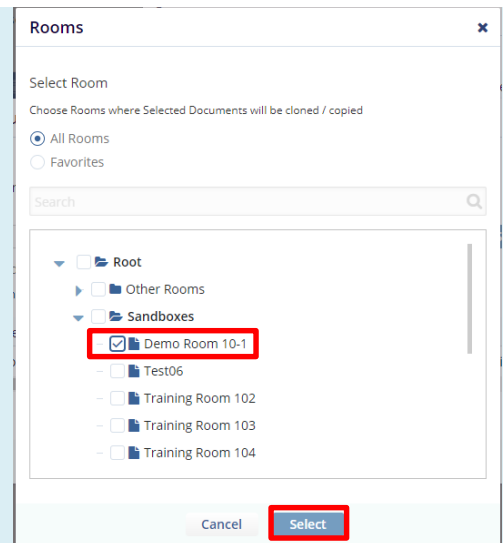 Rooms
Select Room
Choose Rooms where Selected Documents will be cloned / copied
All Rooms
Favorites
Search
Root
Other Rooms
Sandboxes
Demo Room 10-1
Test06
Training Room 102
Training Room 103
Training Room 104
Cancel Select